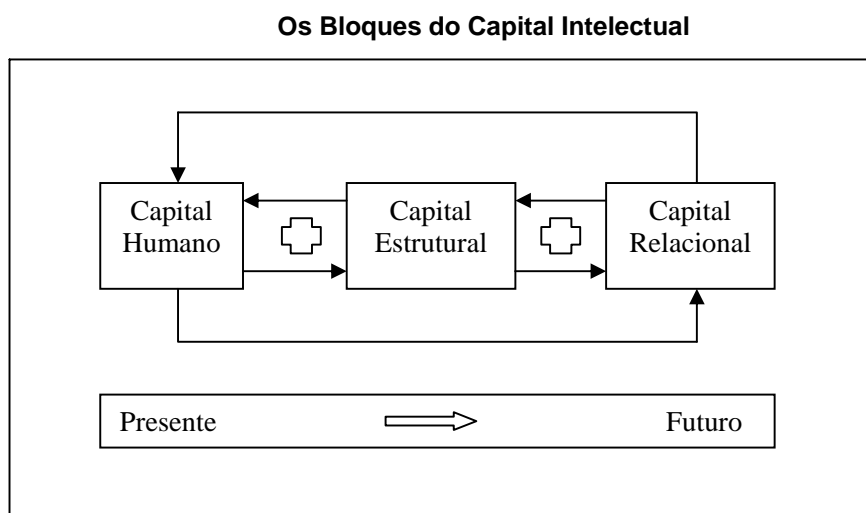 Os Bloques do Capital Intelectual
Capital
Humano
Capital
Estrutural
Capital
Relacional
Presente
Futuro